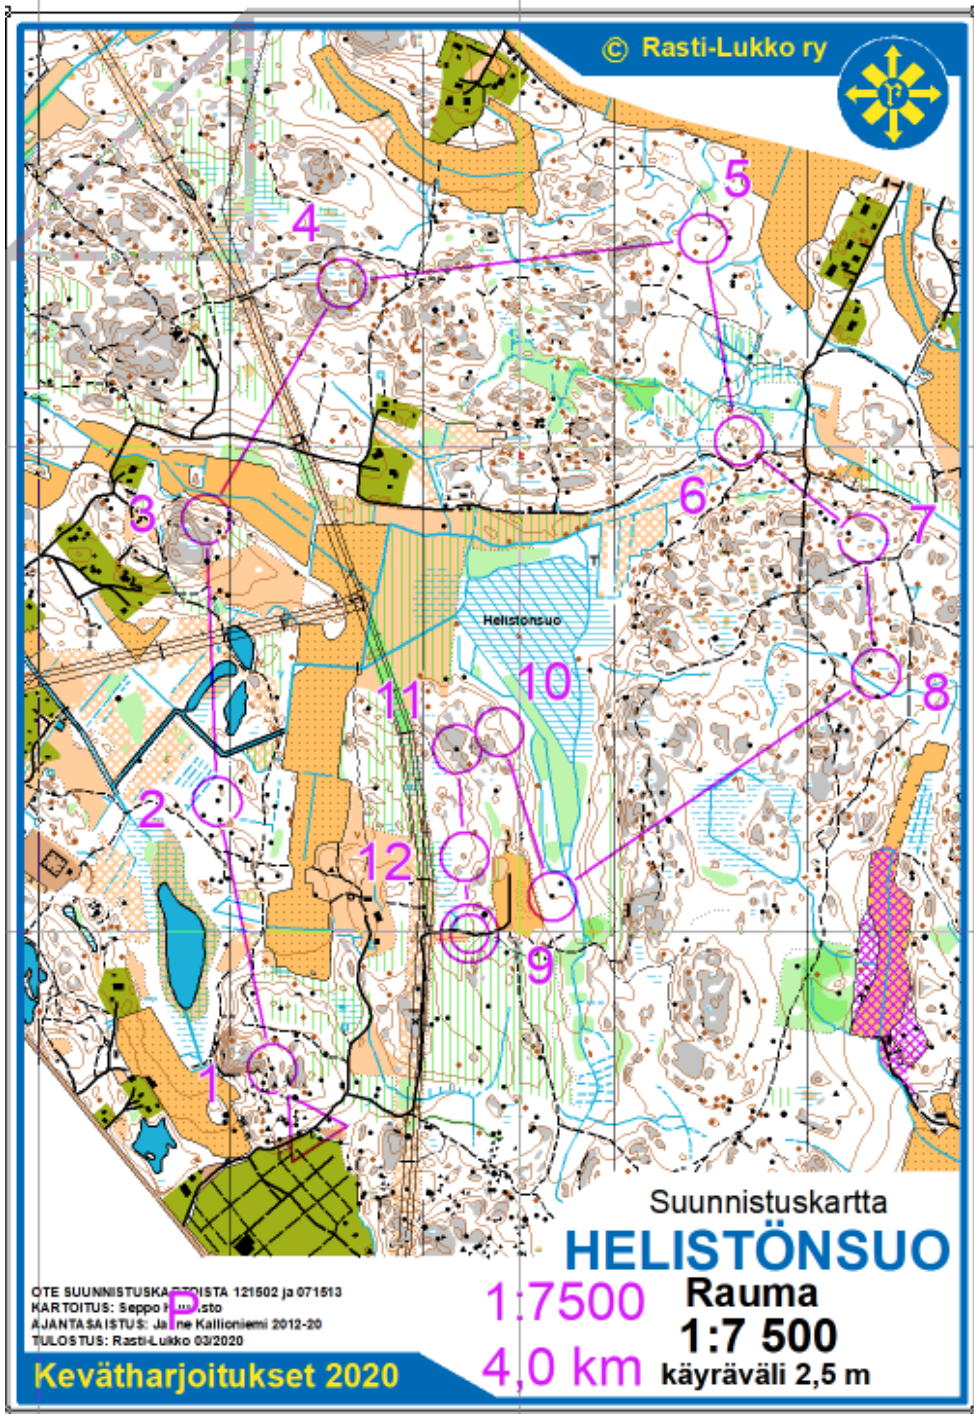 © Rasti-Lukko ry
r
5
4
3
6
7
Helistönsuo
10
11
8
2
12
9
1
Suunnistuskartta
HELISTÖNSUO
1:7500
Rauma
1:7 500
4,0 km
käyräväli 2,5 m
OTE SUUNNISTUSKARTOISTA 121502 ja 071513
KARTOITUS: Seppo
P
AJANTASAISTUS: Kallioniemi 2012-20
TULOSTUS: Rasti-Lukko 03/2020
Kevätharjoitukset 2020